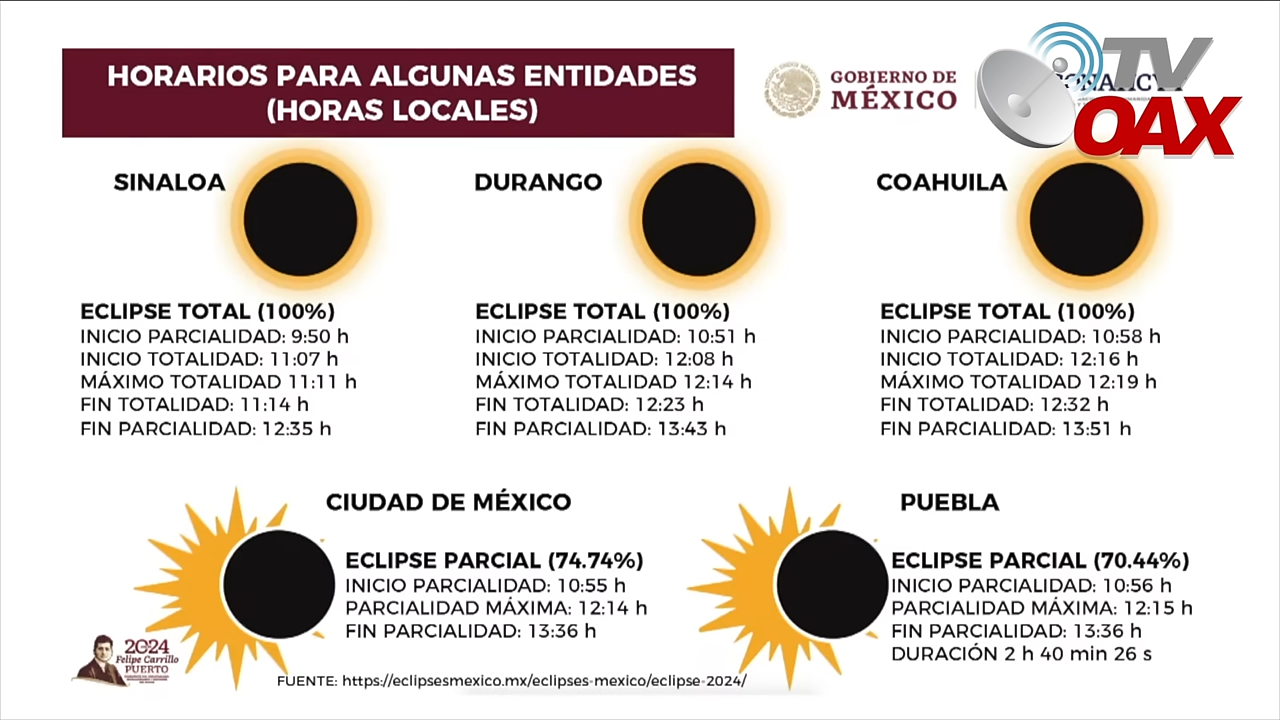 HORARIOS PARA ALGUNAS ENTIDADES
(HORAS LOCALES)
GOBIERNO DE
MÉXICO
TV
OAX
SINALOA
ECLIPSE TOTAL (100%)
INICIO PARCIALIDAD: 9:50 h
INICIO TOTALIDAD: 11:07 h
MÁXIMO TOTALIDAD 11:11 h
FIN TOTALIDAD: 11:14 h
FIN PARCIALIDAD: 12:35 h
DURANGO
ECLIPSE TOTAL (100%)
INICIO PARCIALIDAD: 10:51 h
INICIO TOTALIDAD: 12:08 h
MÁXIMO TOTALIDAD 12:14 h
FIN TOTALIDAD: 12:23 h
FIN PARCIALIDAD: 13:43 h
COAHUILA
ECLIPSE TOTAL (100%)
INICIO PARCIALIDAD: 10:58 h
INICIO TOTALIDAD: 12:16 h
MÁXIMO TOTALIDAD 12:19 h
FIN TOTALIDAD: 12:32 h
FIN PARCIALIDAD: 13:51 h
CIUDAD DE MÉXICO
ECLIPSE PARCIAL (74.74%)
INICIO PARCIALIDAD: 10:55 h
PARCIALIDAD MÁXIMA: 12:14 h
FIN PARCIALIDAD: 13:36 h
PUEBLA
ECLIPSE PARCIAL (70.44%)
INICIO PARCIALIDAD: 10:56 h
PARCIALIDAD MÁXIMA: 12:15 h
FIN PARCIALIDAD: 13:36 h
DURACIÓN 2 h 40 min 26 s
2024
Felipe Carrillo
PUERTO
FUENTE: https://eclipsesmexico.mx/eclipses-mexico/eclipse-2024/